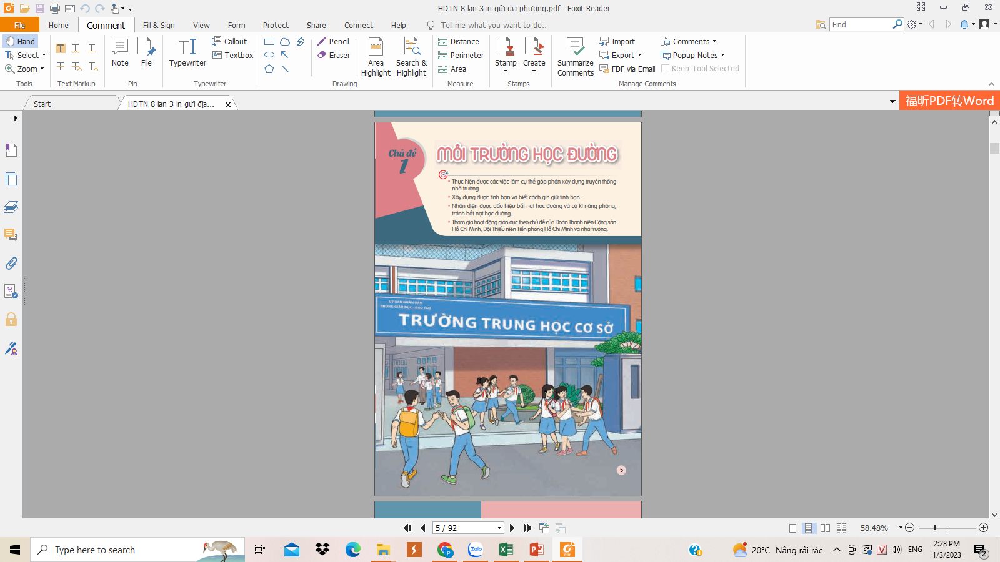 HDTN 8 lan 3 in gửi địa phương.pdf - Foxit Reader
File
Home
Comment
Fill & Sign
View
Form
Protect
Share
Connect
Help
Tell me what you want to do..
Find
Hand
Select
Zoom
Tools
Text Markup
Note
File
Pin
Typewriter
Callout
Textbox
Typewriter
Pencil
Eraser
Area Highlight
Search & Highlight
Drawing
Distance
Perimeter
Area
Measure
Stamp
Create
Stamps
Summarize Comments
Import
Export
FDF via Email
Comments
Popup Notes
Keep Tool Selected
Manage Comments
Start
HDTN 8 lan 3 in gửi địa...
福昕PDF转Word
Chủ đề
1
MÔI TRƯỜNG HỌC ĐƯỜNG
• Thực hiện được các việc làm cụ thể góp phần xây dựng truyền thống
nhà trường.
• Xây dựng được tình bạn và biết cách gìn giữ tình bạn.
• Nhận diện được dấu hiệu bắt nạt học đường và có kĩ năng phòng,
tránh bắt nạt học đường.
• Tham gia hoạt động giáo dục theo chủ đề của Đoàn Thanh niên Cộng sản
Hồ Chí Minh, Đội Thiếu niên Tiền phong Hồ Chí Minh và nhà trường.
UỶ BAN NHÂN DÂN
PHÒNG GIÁO DỤC - ĐÀO TẠO
TRƯỜNG TRUNG HỌC CƠ SỞ
5
5 / 92
58.48%
Type here to search
Zalo
20°C Nắng rải rác
ENG
2:28 PM
1/3/2023
2